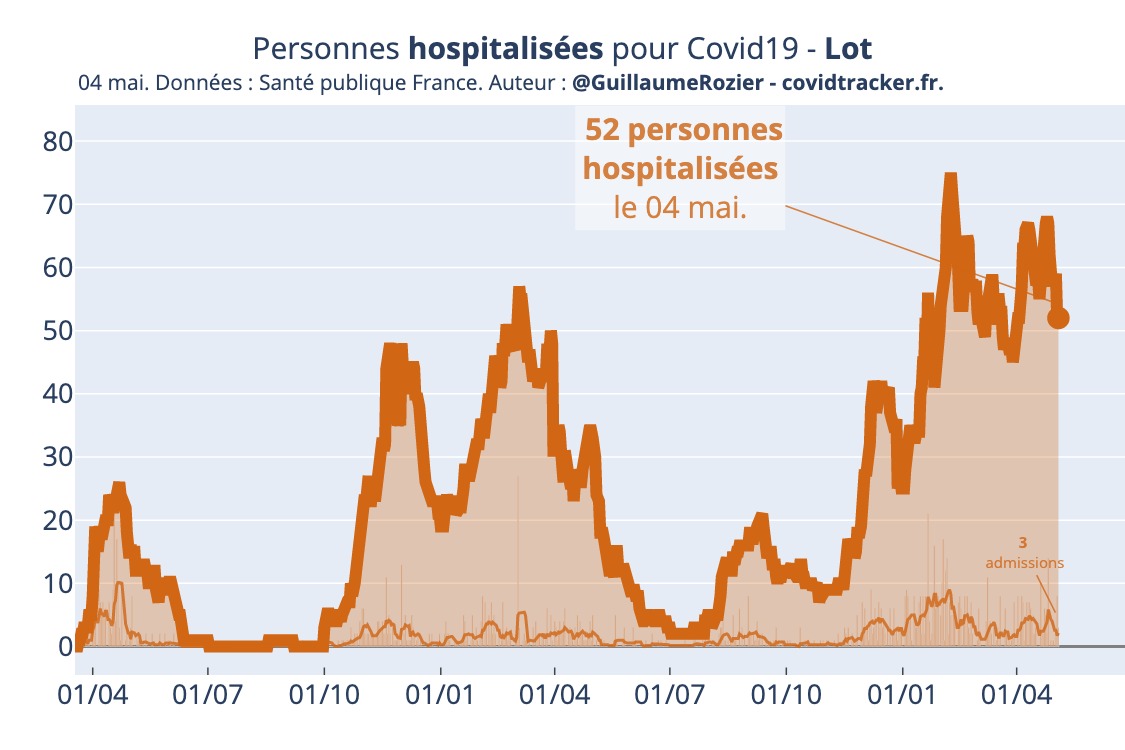 Personnes hospitalisées pour Covid19 - Lot
04 mai. Données : Santé publique France. Auteur : @GuillaumeRozier - covidtracker.fr.
52 personnes
hospitalisées
le 04 mai.
80
70
60
50
40
30
20
10
0
3
admissions
01/04 01/07 01/10 01/01 01/04 01/07 01/10 01/01 01/04